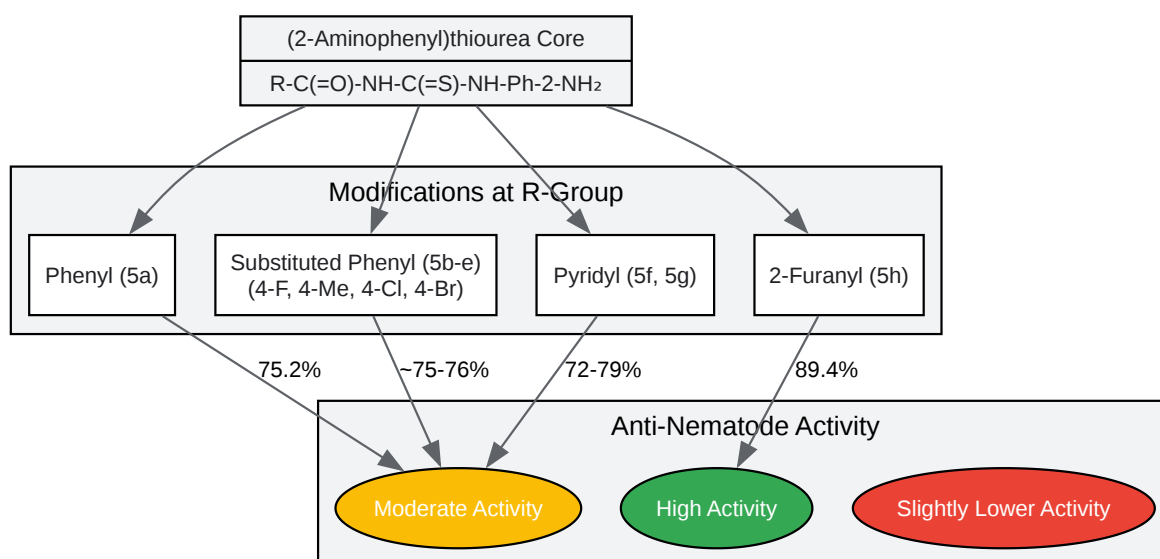 (2-Aminophenyl)thiourea Core
R-C(=O)-NH-C(=S)-NH-Ph-2-NH₂
Modifications at R-Group
Phenyl (5a)
Substituted Phenyl (5b-e)
(4-F, 4-Me, 4-Cl, 4-Br)
Pyridyl (5f, 5g)
2-Furanyl (5h)
75.2%
~75-76%
72-79%
89.4%
Anti-Nematode Activity
Moderate Activity
High Activity
Slightly Lower Activity